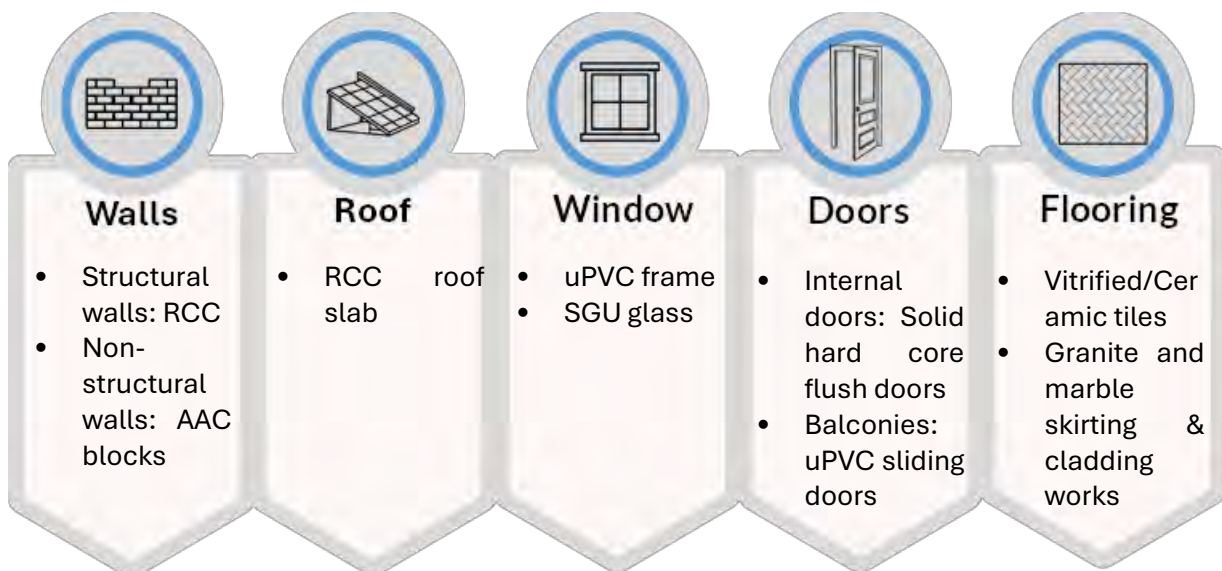 Walls
• Structural
walls: RCC
• Non-
structural
walls: AAC
blocks
Roof
• RCC roof
slab
Window
• uPVC frame
• SGU glass
Doors
• Internal
doors: Solid
hard core
flush doors
• Balconies:
uPVC sliding
doors
Flooring
• Vitrified/Cer
amic tiles
• Granite and
marble
skirting &
cladding
works